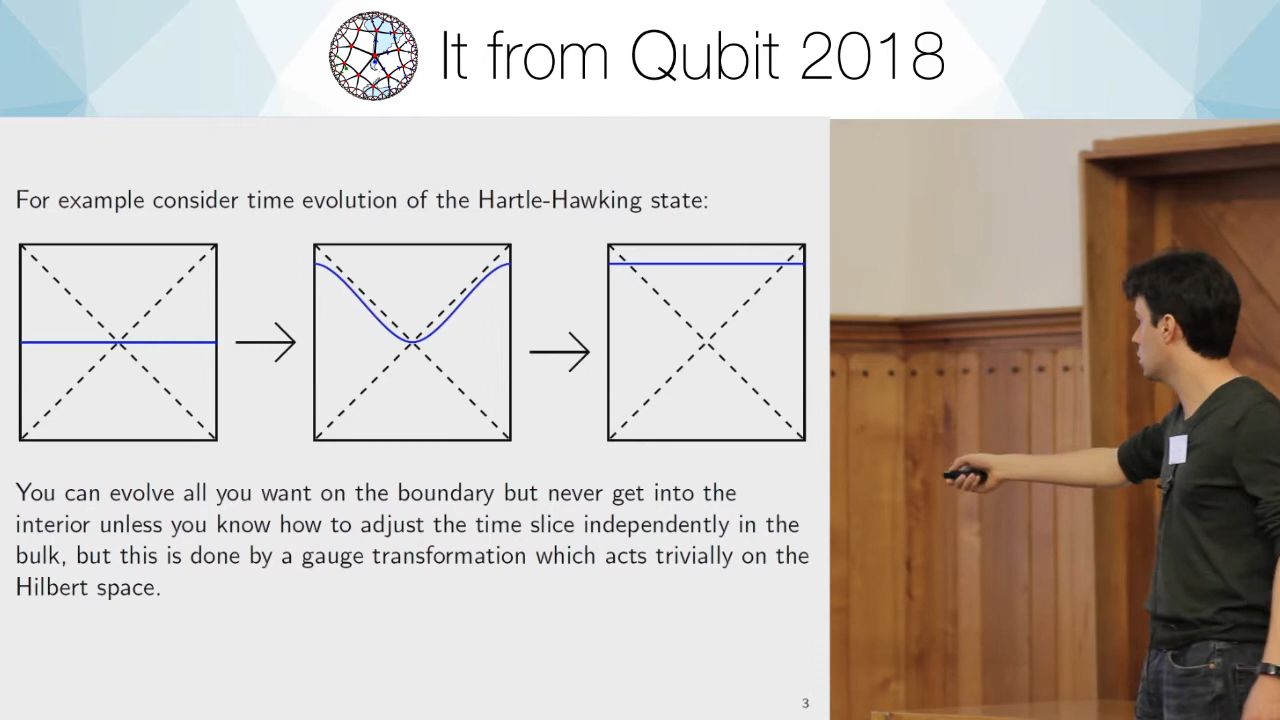 It from Qubit 2018
For example consider time evolution of the Hartle-Hawking state:
You can evolve all you want on the boundary but never get into the
interior unless you know how to adjust the time slice independently in the
bulk, but this is done by a gauge transformation which acts trivially on the
Hilbert space.
3